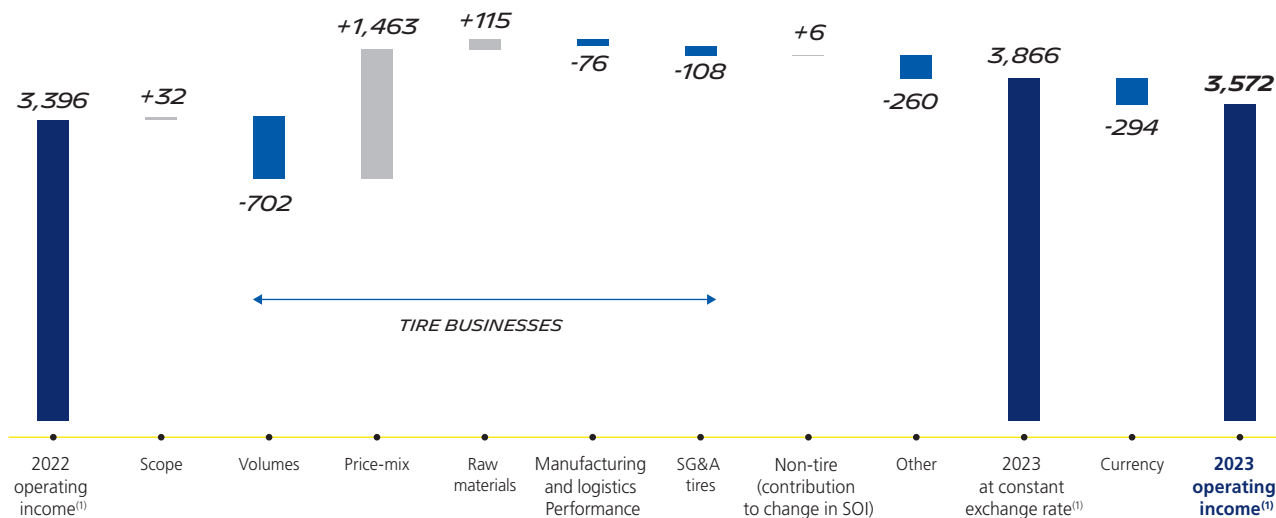 3,396
+32
-702
+1,463
+115
-76
-108
+6
-260
3,866
-294
3,572
TIRE BUSINESSES
2022
operating
income(1)
Scope
Volumes
Price-mix
Raw
materials
Manufacturing
and logistics
Performance
SG&A
tires
Non-tire
(contribution
to change in SOI)
Other
2023
at constant
exchange rate(1)
Currency
2023
operating
income(1)